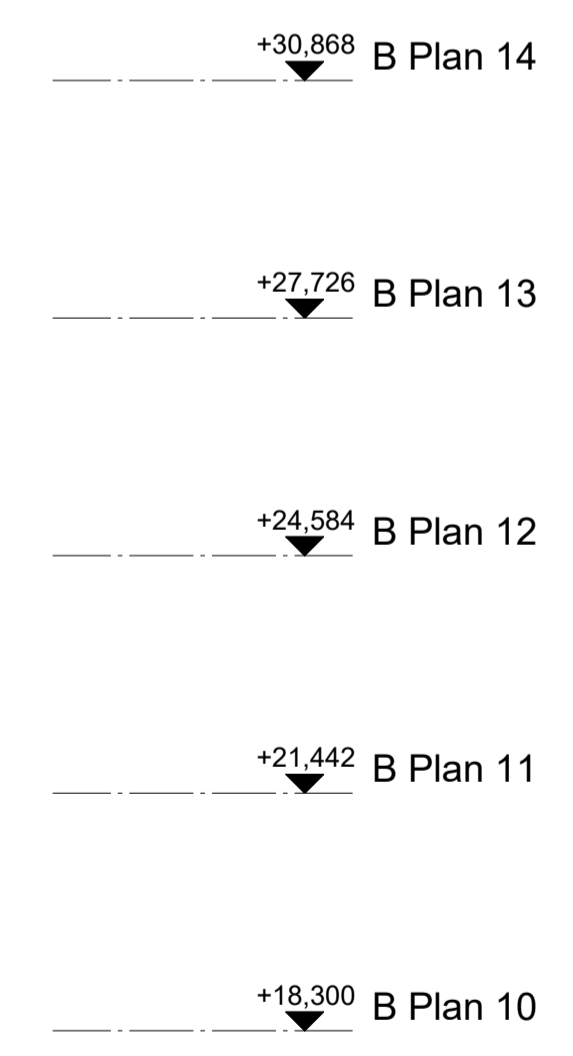 +30,868 B Plan 14
+27,726 B Plan 13
+24,584 B Plan 12
+21,442 B Plan 11
+18,300 B Plan 10